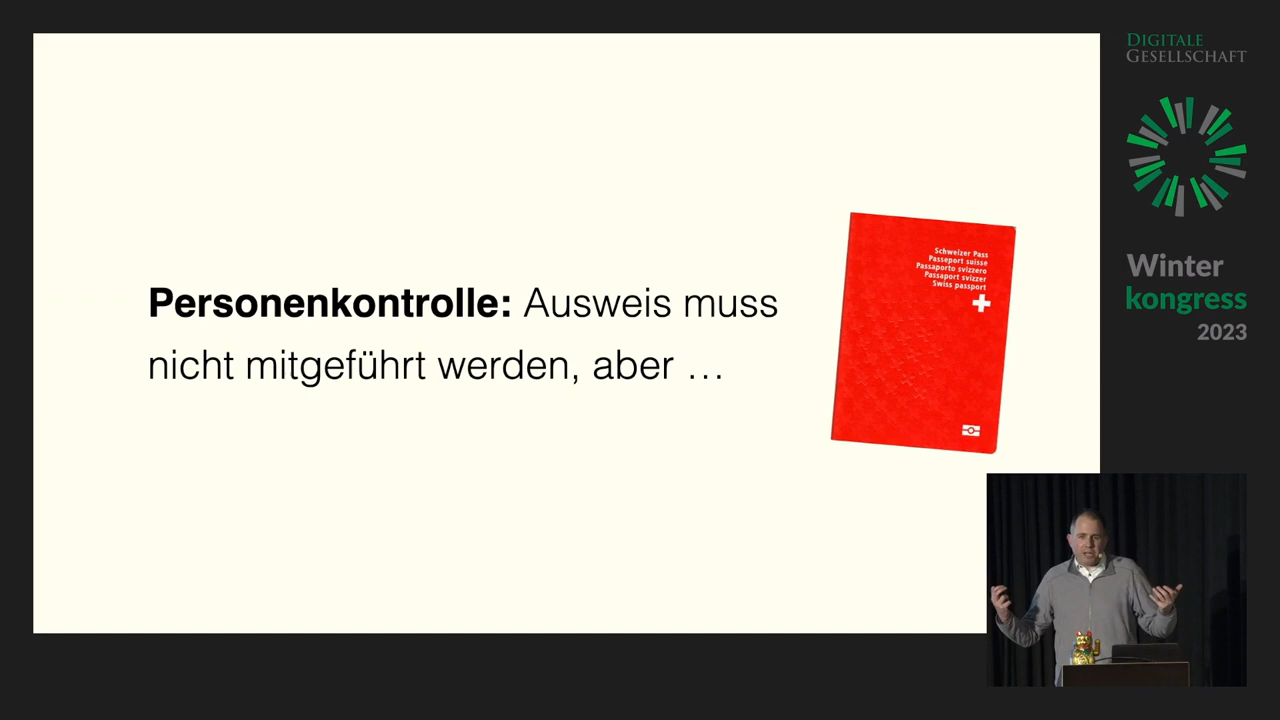 Personenkontrolle: Ausweis muss
nicht mitgeführt werden, aber …
Schweizer Pass
Passeport suisse
Passaporto svizzero
Passaport svizzer
Swiss passport
DIGITALE
GESELLSCHAFT
Winter
kongress
2023